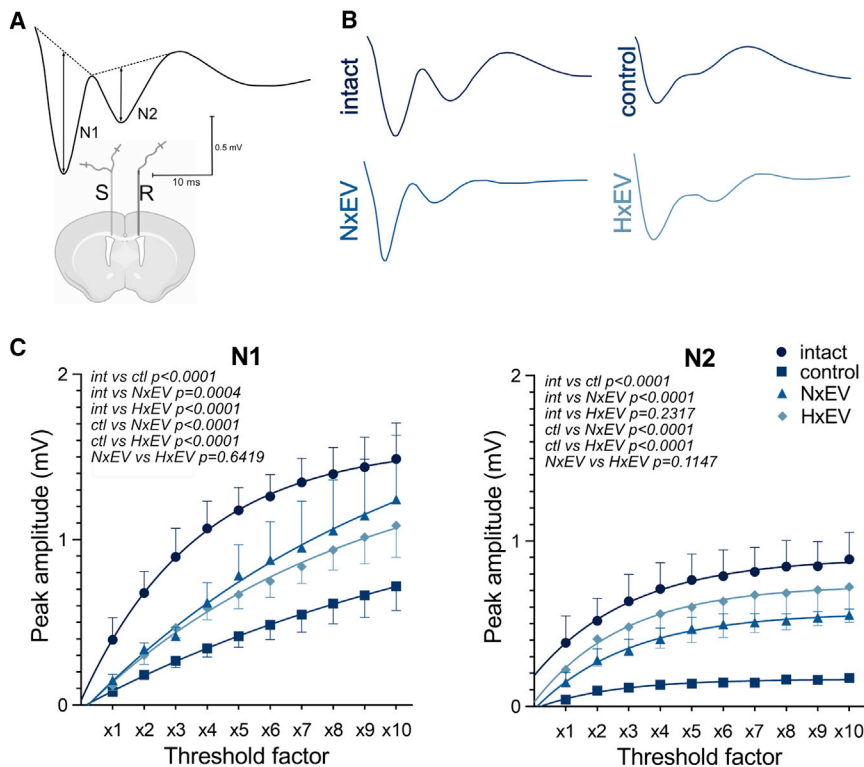 A
N1
N2
0.5 mV
10 ms
S
R
B
intact
control
NxEV
HxEV
C
N1
int vs ctl p<0.0001
int vs NxEV p=0.0004
int vs HxEV p<0.0001
ctl vs NxEV p<0.0001
ctl vs HxEV p<0.0001
NxEV vs HxEV p=0.6419
2
1
0
Peak amplitude (mV)
x1 x2 x3 x4 x5 x6 x7 x8 x9 x10
Threshold factor
N2
int vs ctl p<0.0001
int vs NxEV p<0.0001
int vs HxEV p=0.2317
ctl vs NxEV p<0.0001
ctl vs HxEV p<0.0001
NxEV vs HxEV p=0.1147
2
1
0
Peak amplitude (mV)
x1 x2 x3 x4 x5 x6 x7 x8 x9 x10
Threshold factor
intact
control
NxEV
HxEV